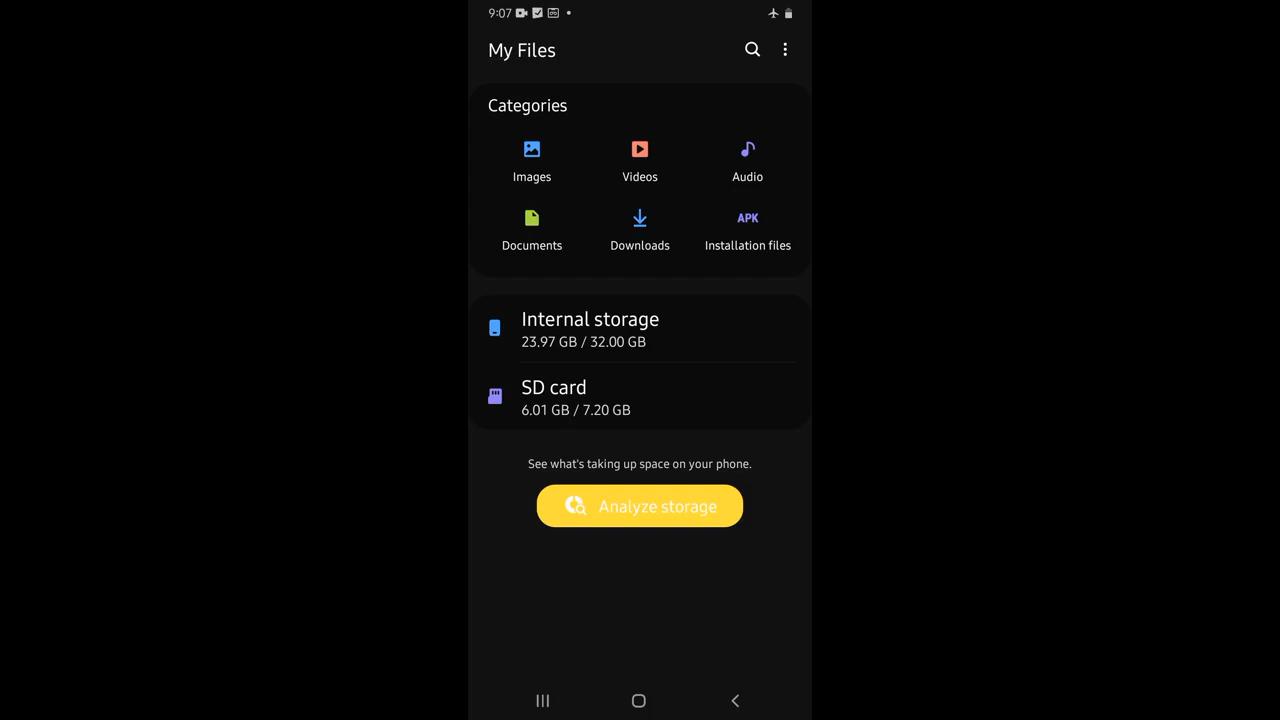 9:07
My Files
Categories
Images Videos Audio
Documents Downloads APK Installation files
Internal storage
23.97 GB / 32.00 GB
SD card
6.01 GB / 7.20 GB
See what's taking up space on your phone.
Analyze storage